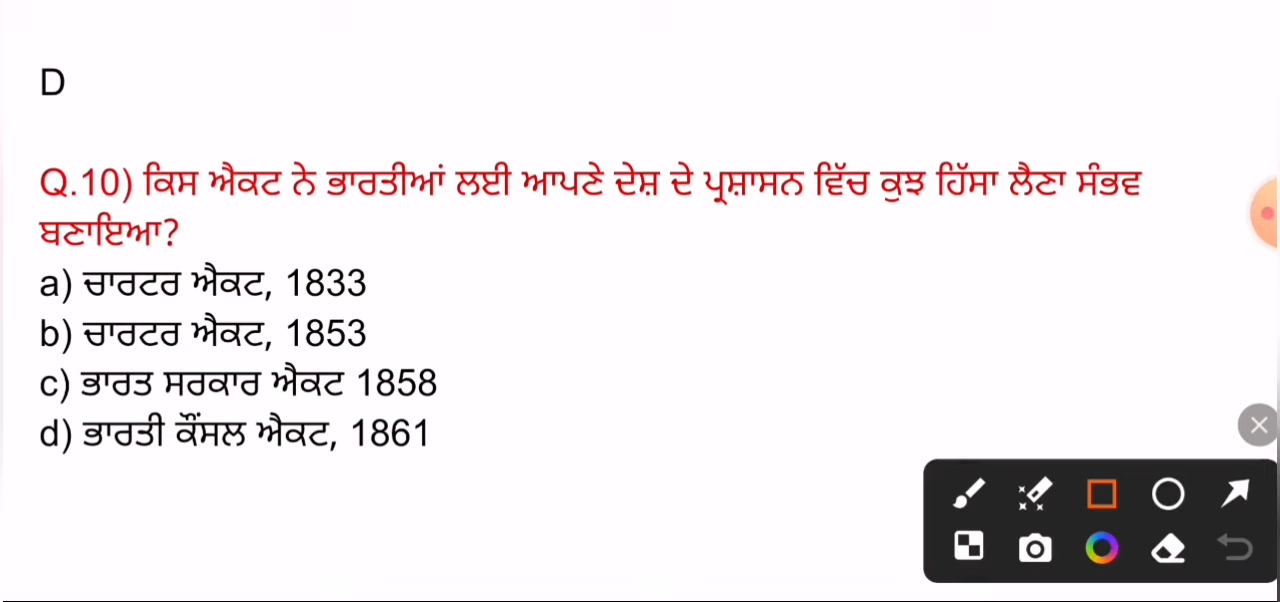 D
Q.10) ਕਿਸ ਐਕਟ ਨੇ ਭਾਰਤੀਆਂ ਲਈ ਆਪਣੇ ਦੇਸ਼ ਦੇ ਪ੍ਰਸ਼ਾਸਨ ਵਿੱਚ ਕੁਝ ਹਿੱਸਾ ਲੈਣਾ ਸੰਭਵ
ਬਣਾਇਆ?
a) ਚਾਰਟਰ ਐਕਟ, 1833
b) ਚਾਰਟਰ ਐਕਟ, 1853
c) ਭਾਰਤ ਸਰਕਾਰ ਐਕਟ 1858
d) ਭਾਰਤੀ ਕੌਂਸਲ ਐਕਟ, 1861